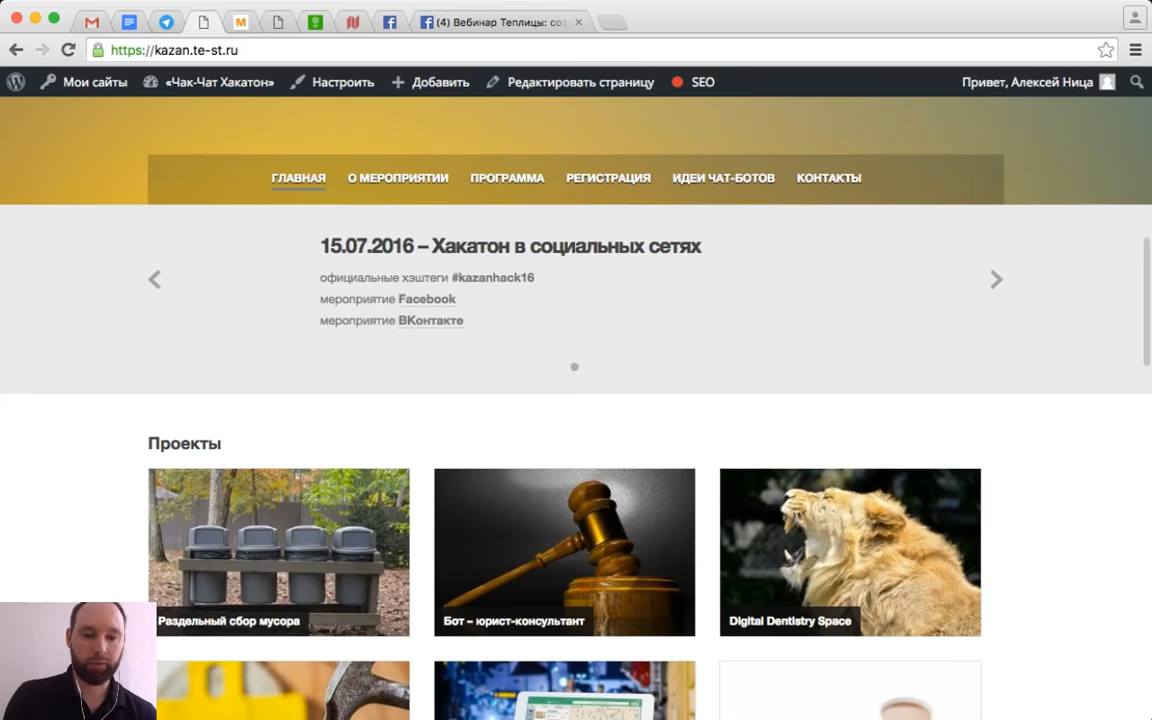 (4) Вебинар Теплицы: соз
https://kazan.te-st.ru
Мои сайты «Чак-Чат Хакатон» Настроить Добавить Редактировать страницу SEO Привет, Алексей Ница
ГЛАВНАЯ О МЕРОПРИЯТИИ ПРОГРАММА РЕГИСТРАЦИЯ ИДЕИ ЧАТ-БОТОВ КОНТАКТЫ
15.07.2016 – Хакатон в социальных сетях
официальные хэштеги #kazanhack16
мероприятие Facebook
мероприятие ВКонтакте
Проекты
Раздельный сбор мусора
Бот – юрист-консультант
Digital Dentistry Space